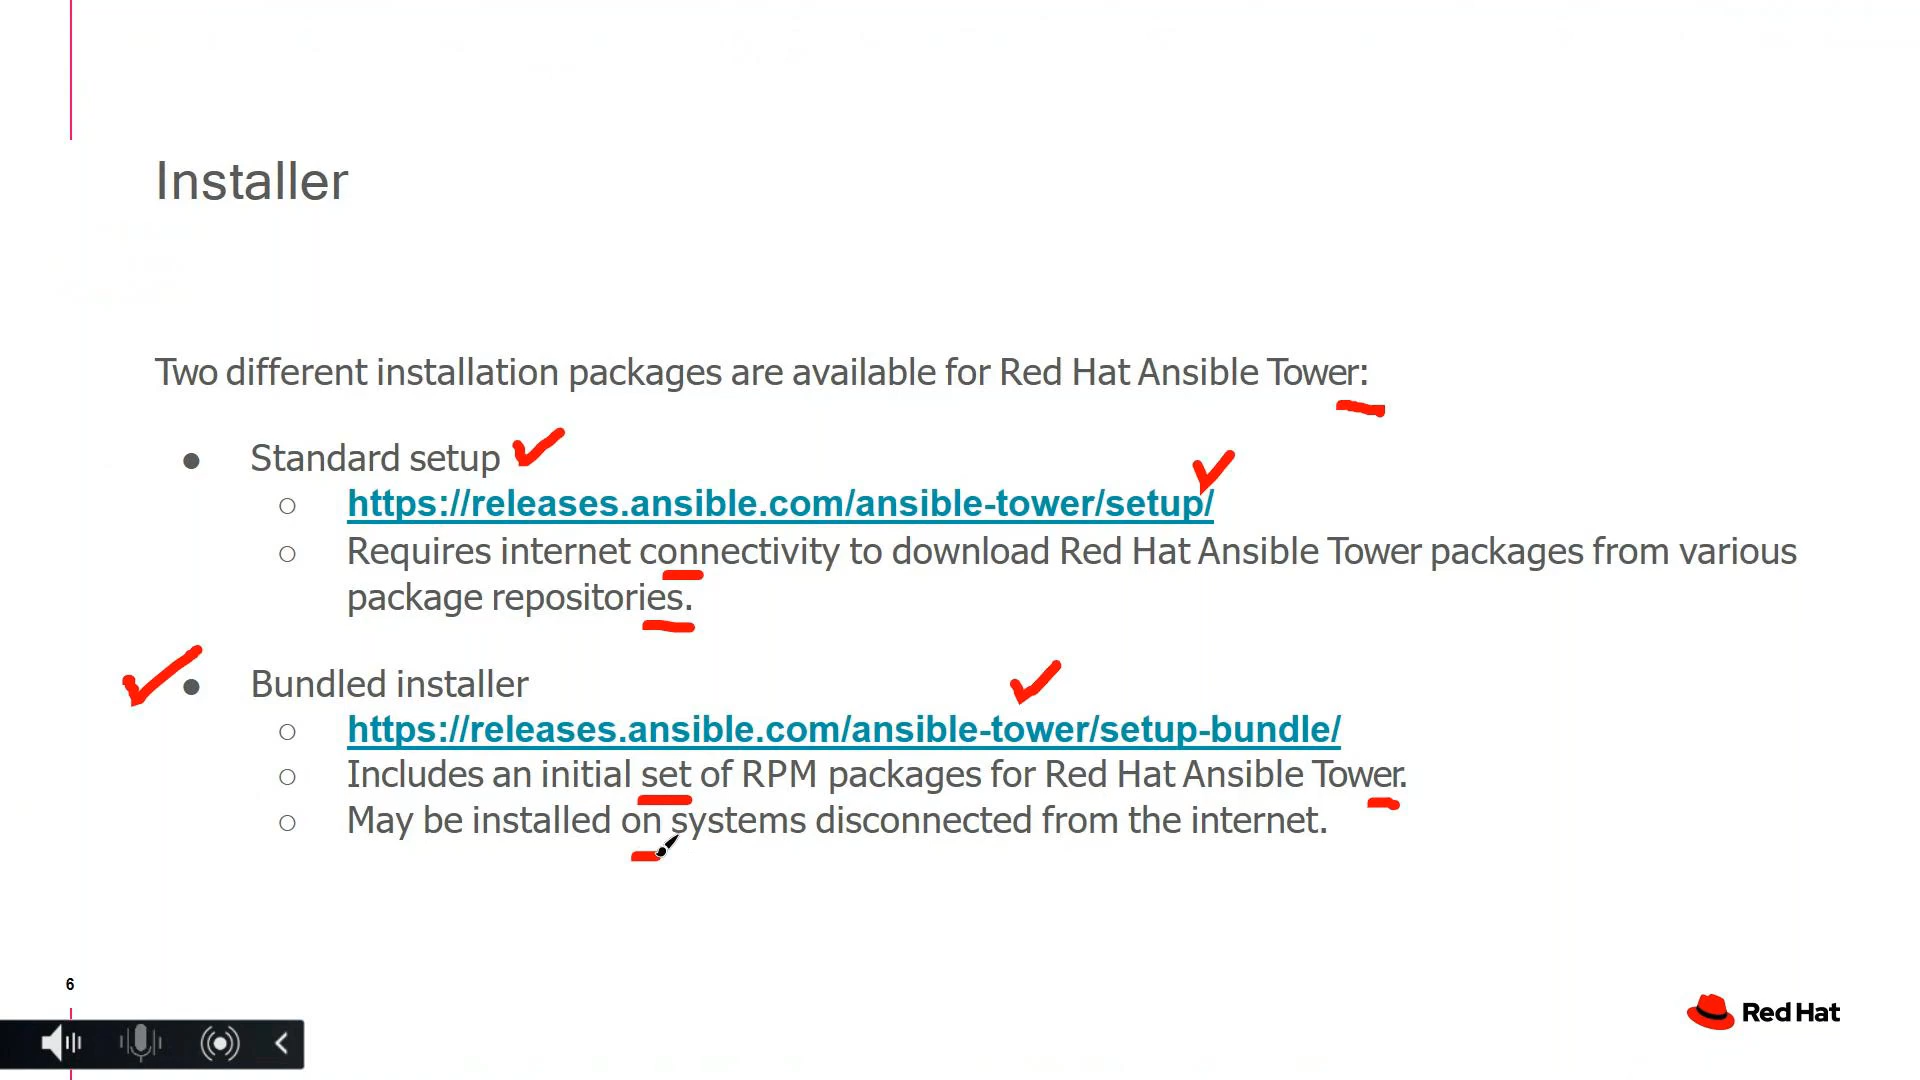 Installer
Two different installation packages are available for Red Hat Ansible Tower:
● Standard setup
○ https://releases.ansible.com/ansible-tower/setup/
○ Requires internet connectivity to download Red Hat Ansible Tower packages from various
package repositories.
● Bundled installer
○ https://releases.ansible.com/ansible-tower/setup-bundle/
○ Includes an initial set of RPM packages for Red Hat Ansible Tower.
○ May be installed on systems disconnected from the internet.
6
Red Hat